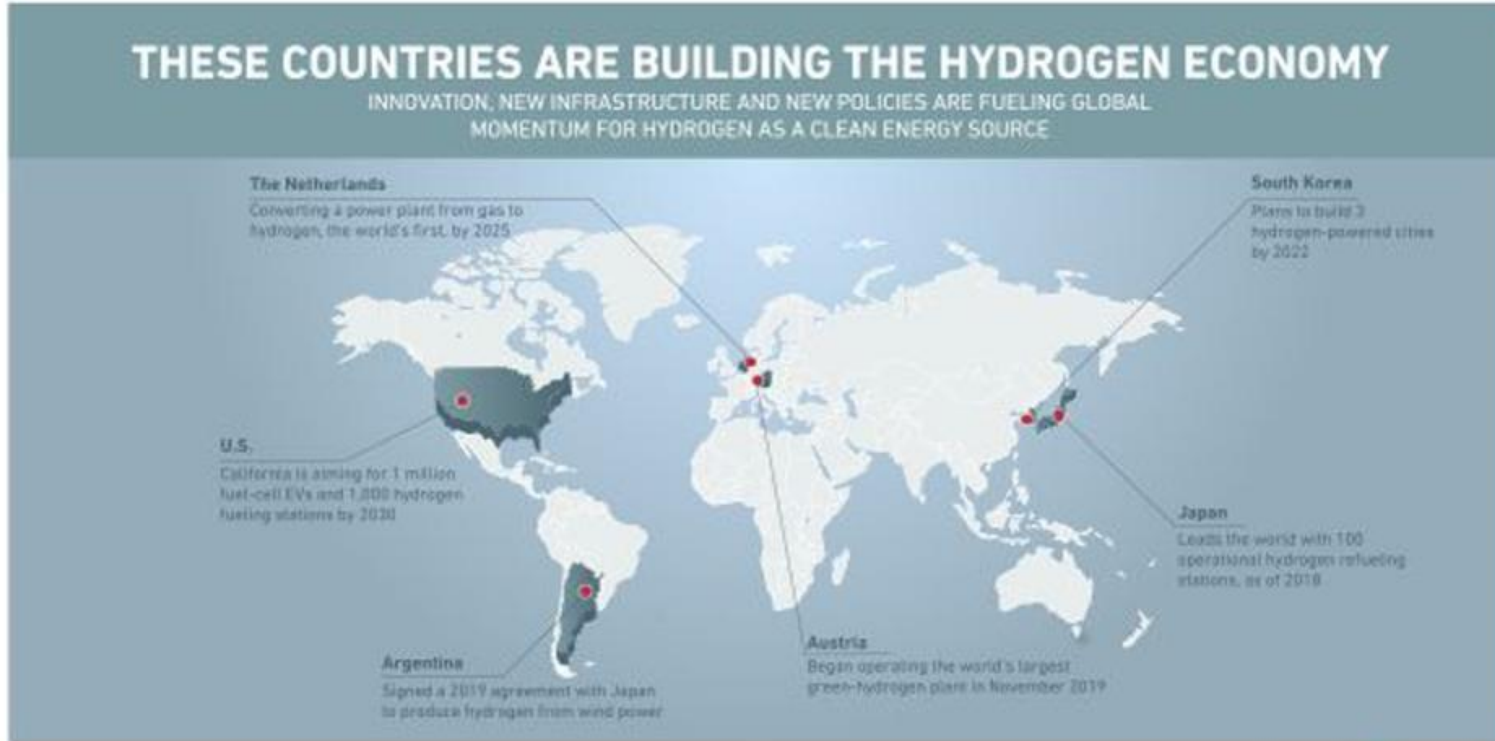 THESE COUNTRIES ARE BUILDING THE HYDROGEN ECONOMY
INNOVATION, NEW INFRASTRUCTURE AND NEW POLICIES ARE FUELING GLOBAL
MOMENTUM FOR HYDROGEN AS A CLEAN ENERGY SOURCE
The Netherlands
Converting a power plant from gas to
hydrogen, the world's first, by 2025
South Korea
Plans to build 3
hydrogen-powered cities
by 2022
U.S.
California is aiming for 1 million
fuel-cell EVs and 1,000 hydrogen
fueling stations by 2030
Japan
Leads the world with 100
operational hydrogen refueling
stations, as of 2018
Argentina
Signed a 2019 agreement with Japan
to produce hydrogen from wind power
Austria
Began operating the world's largest
green-hydrogen plant in November 2019